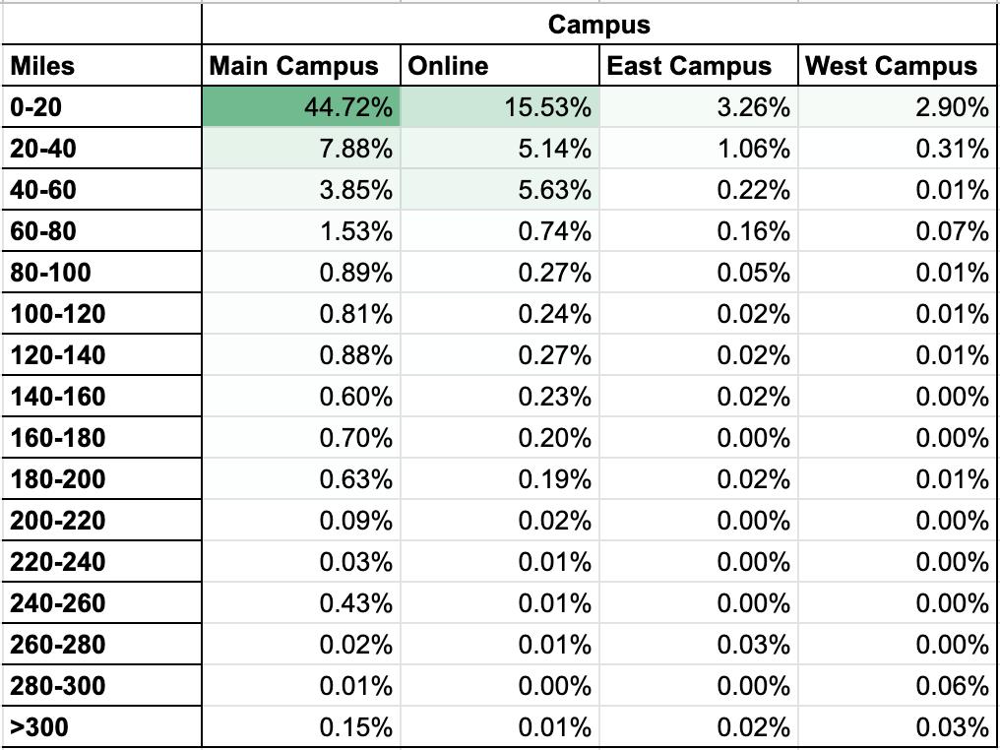 Campus
Miles Main Campus Online East Campus West Campus
0-20 44.72% 15.53% 3.26% 2.90%
20-40 7.88% 5.14% 1.06% 0.31%
40-60 3.85% 5.63% 0.22% 0.01%
60-80 1.53% 0.74% 0.16% 0.07%
80-100 0.89% 0.27% 0.05% 0.01%
100-120 0.81% 0.24% 0.02% 0.01%
120-140 0.88% 0.27% 0.02% 0.01%
140-160 0.60% 0.23% 0.02% 0.00%
160-180 0.70% 0.20% 0.00% 0.00%
180-200 0.63% 0.19% 0.02% 0.01%
200-220 0.09% 0.02% 0.00% 0.00%
220-240 0.03% 0.01% 0.00% 0.00%
240-260 0.43% 0.01% 0.00% 0.00%
260-280 0.02% 0.01% 0.03% 0.00%
280-300 0.01% 0.00% 0.00% 0.06%
>300 0.15% 0.01% 0.02% 0.03%